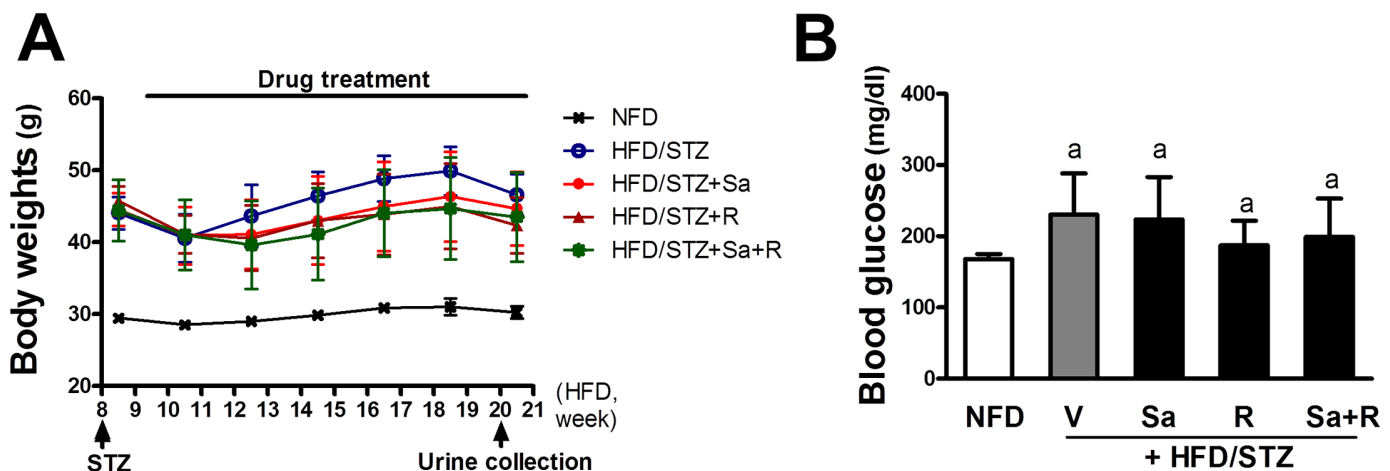 A
Drug treatment
Body weights (g)
60
50
40
30
20
8 9 10 11 12 13 14 15 16 17 18 19 20 21
(HFD,
week)
STZ
Urine collection
NFD
HFD/STZ
HFD/STZ+Sa
HFD/STZ+R
HFD/STZ+Sa+R
B
Blood glucose (mg/dl)
400
300
200
100
0
a a a a
NFD V Sa R Sa+R
+ HFD/STZ